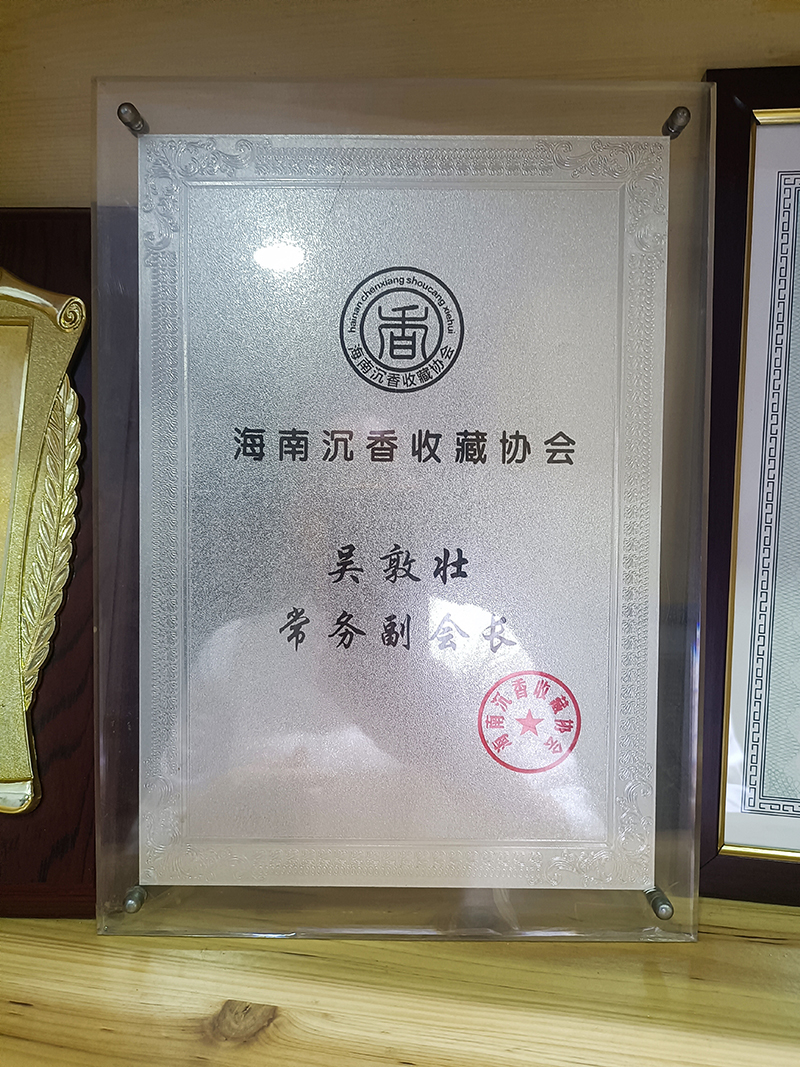 hainan chenxiang shoucang xiehui
香
海南沉香收藏协会
海南沉香收藏协会
吴敦壮
常务副会长
海南沉香收藏协会